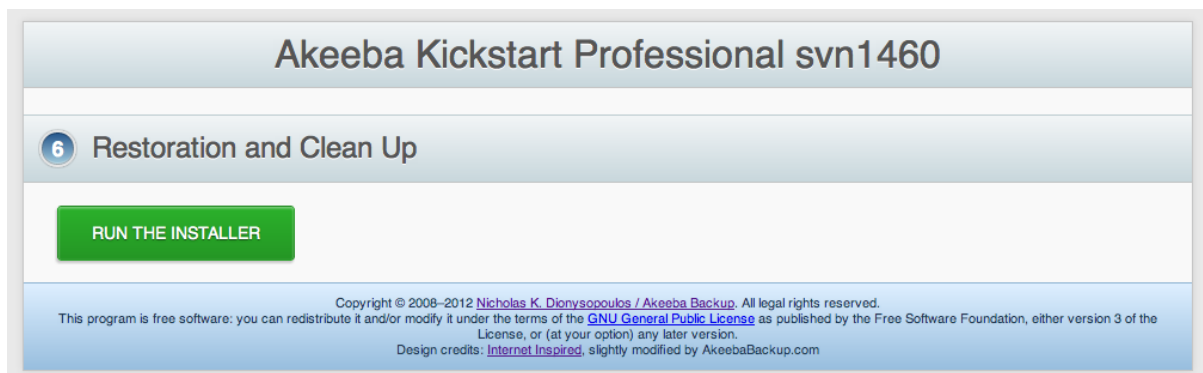 Akeeba Kickstart Professional svn1460
6 Restoration and Clean Up
RUN THE INSTALLER
Copyright © 2008–2012 Nicholas K. Dionysopoulos / Akeeba Backup. All legal rights reserved.
This program is free software: you can redistribute it and/or modify it under the terms of the GNU General Public License as published by the Free Software Foundation, either version 3 of the
License, or (at your option) any later version.
Design credits: Internet Inspired, slightly modified by AkeebaBackup.com